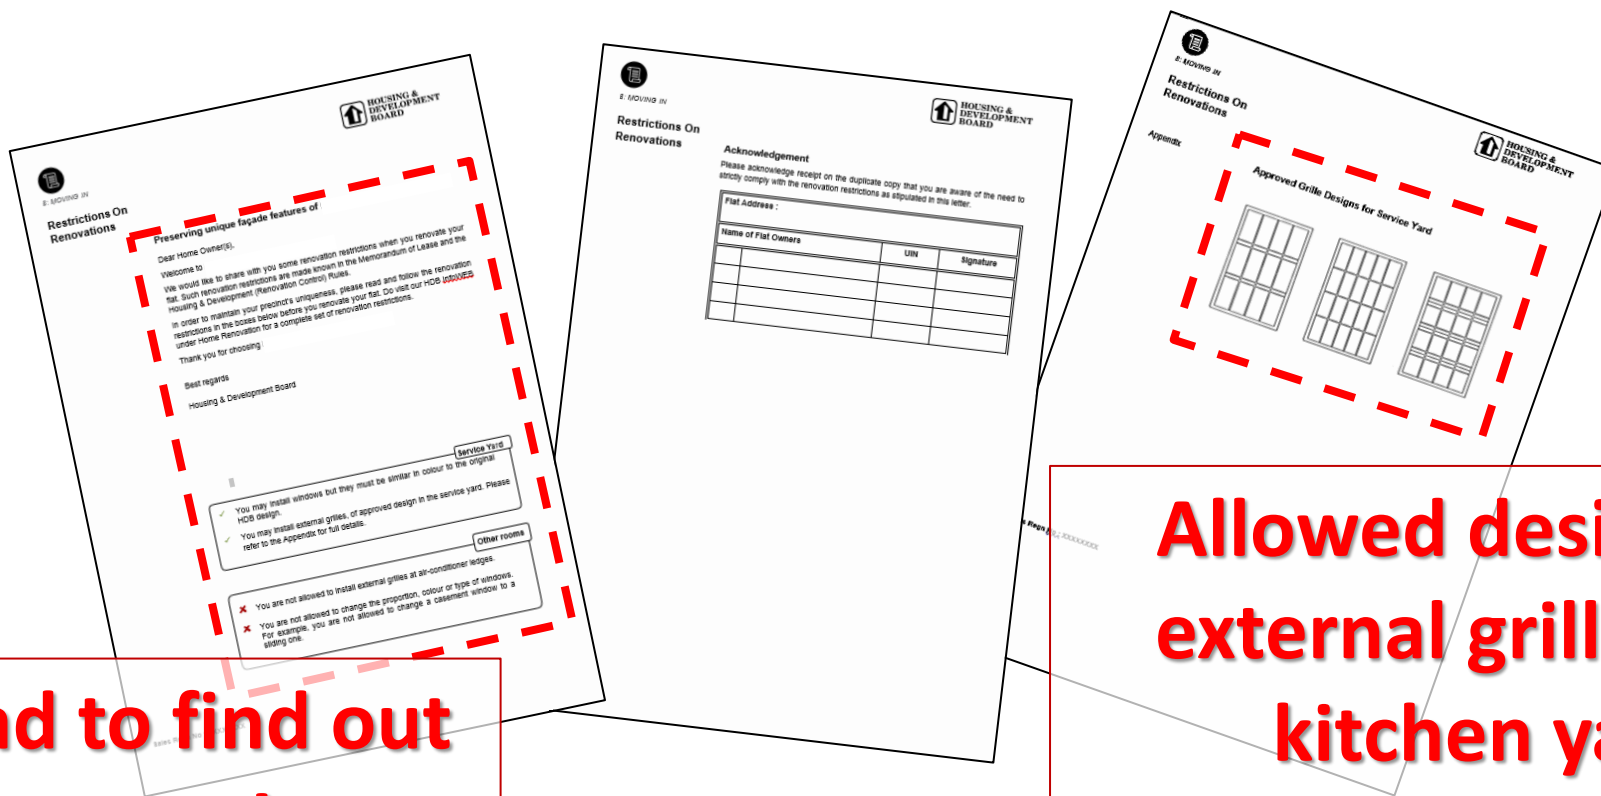 HOUSING &
DEVELOPMENT
BOARD
E: MOVING IN
Restrictions On
Renovations
Preserving unique façade features of
Dear Home Owner(s),
Welcome to
We would like to share with you some renovation restrictions when you renovate your
flat. Such renovation restrictions are made known in the Memorandum of Lease and the
Housing & Development (Renovation Control) Rules.
In order to maintain your precinct's uniqueness, please read and follow the renovation
restrictions in the boxes below before you renovate your flat. Do visit our HDB InfoWEB
under Home Renovation for a complete set of renovation restrictions.
Thank you for choosing
Best regards
Housing & Development Board
Service Yard
You may install windows but they must be similar in colour to the original
HDB design.
You may install external grilles, of approved design in the service yard. Please
refer to the Appendix for full details.
Other rooms
You are not allowed to install external grilles at air-conditioner ledges.
You are not allowed to change the proportion, colour or type of windows.
For example, you are not allowed to change a casement window to a
sliding one.
to find out
E: MOVING IN
Restrictions On
Renovations
HOUSING &
DEVELOPMENT
BOARD
Acknowledgement
Please acknowledge receipt on the duplicate copy that you are aware of the need to
strictly comply with the renovation restrictions as stipulated in this letter.
Flat Address :
Name of Flat Owners UIN Signature
E: MOVING IN
Restrictions On
Renovations
HOUSING &
DEVELOPMENT
BOARD
Appendix
Approved Grille Designs for Service Yard
Regn No.: XXXXXXXX
Allowed desi
external grill
kitchen ya